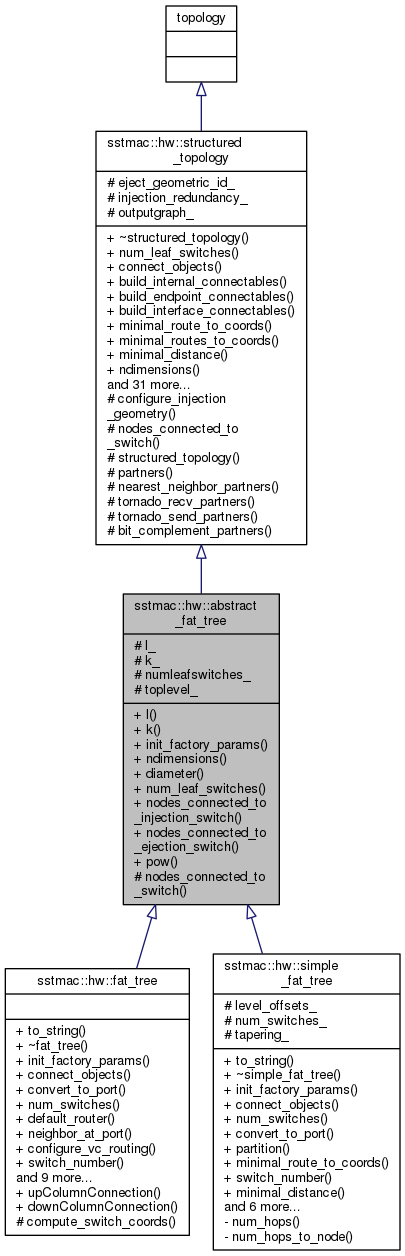 topology
sstmac::hw::structured
_topology
# eject_geometric_id_
# injection_redundancy_
# outputgraph_
+ ~structured_topology()
+ num_leaf_switches()
+ connect_objects()
+ build_internal_connectables()
+ build_endpoint_connectables()
+ build_interface_connectables()
+ minimal_route_to_coords()
+ minimal_routes_to_coords()
+ minimal_distance()
+ ndimensions()
and 31 more...
# configure_injection
_geometry()
# nodes_connected_to
_switch()
# structured_topology()
# partners()
# nearest_neighbor_partners()
# tornado_recv_partners()
# tornado_send_partners()
# bit_complement_partners()
sstmac::hw::abstract
_fat_tree
# l_
# k_
# numleafswitches_
# toplevel_
+ l()
+ k()
+ init_factory_params()
+ ndimensions()
+ diameter()
+ num_leaf_switches()
+ nodes_connected_to
_injection_switch()
+ nodes_connected_to
_ejection_switch()
+ pow()
# nodes_connected_to
_switch()
sstmac::hw::fat_tree
+ to_string()
+ ~fat_tree()
+ init_factory_params()
+ connect_objects()
+ convert_to_port()
+ num_switches()
+ default_router()
+ neighbor_at_port()
+ configure_vc_routing()
+ switch_number()
and 9 more...
+ upColumnConnection()
+ downColumnConnection()
# compute_switch_coords()
sstmac::hw::simple
_fat_tree
# level_offsets_
# num_switches_
# tapering_
+ to_string()
+ ~simple_fat_tree()
+ init_factory_params()
+ connect_objects()
+ num_switches()
+ convert_to_port()
+ partition()
+ minimal_route_to_coords()
+ switch_number()
+ minimal_distance()
and 6 more...
- num_hops()
- num_hops_to_node()